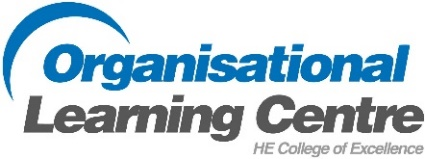 Organisational
Learning Centre
HE College of Excellence